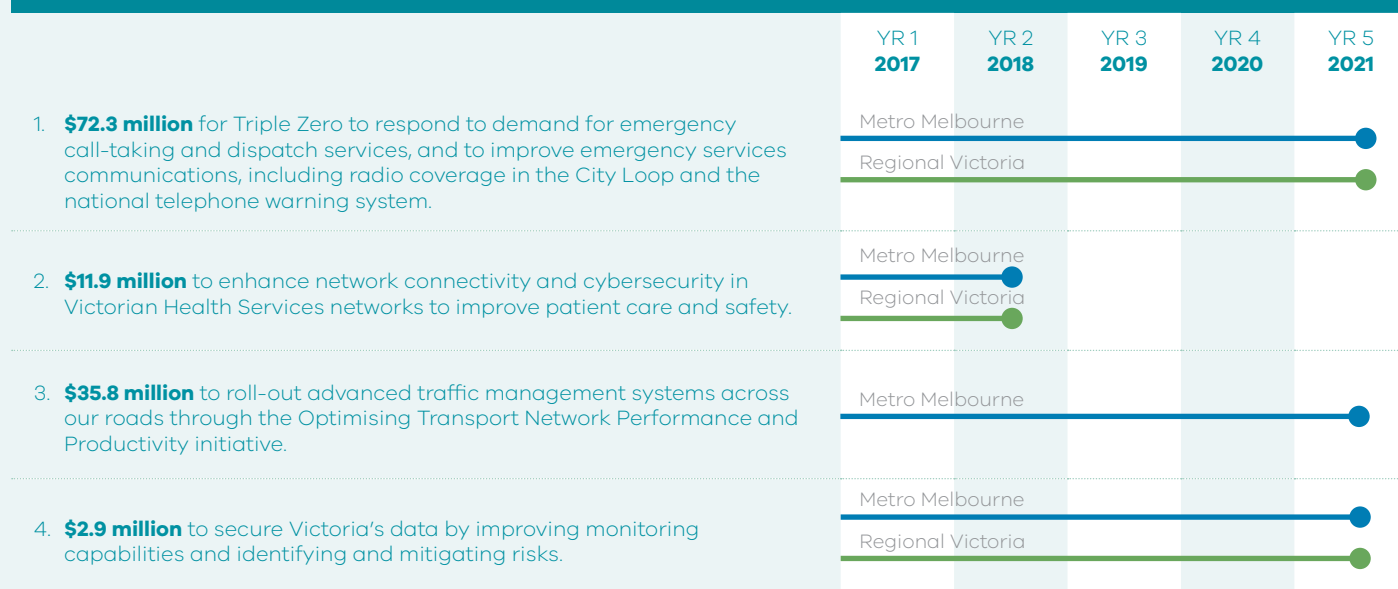 YR 1 YR 2 YR 3 YR 4 YR 5
2017 2018 2019 2020 2021
1. $72.3 million for Triple Zero to respond to demand for emergency
call-taking and dispatch services, and to improve emergency services
communications, including radio coverage in the City Loop and the
national telephone warning system.
Metro Melbourne
Regional Victoria
2. $11.9 million to enhance network connectivity and cybersecurity in
Victorian Health Services networks to improve patient care and safety.
Metro Melbourne
Regional Victoria
3. $35.8 million to roll-out advanced traffic management systems across
our roads through the Optimising Transport Network Performance and
Productivity initiative.
Metro Melbourne
4. $2.9 million to secure Victoria's data by improving monitoring
capabilities and identifying and mitigating risks.
Metro Melbourne
Regional Victoria